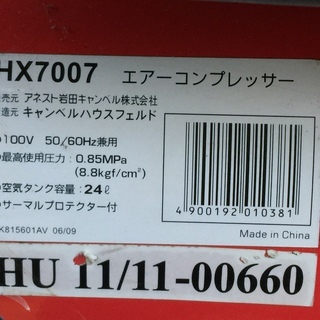 HX7007 エアーコンプレッサー
発売元 アネスト岩田キャンベル株式会社
製造元 キャンベルハウスフェルド
100V 50/60Hz兼用
最高使用圧力：0.85MPa
(8.8kgf/cm²)
空気タンク容量：24ℓ
サーマルプロテクター付
K815601AV 06/09
4 900192 010381
Made in China
HU 11/11-00660